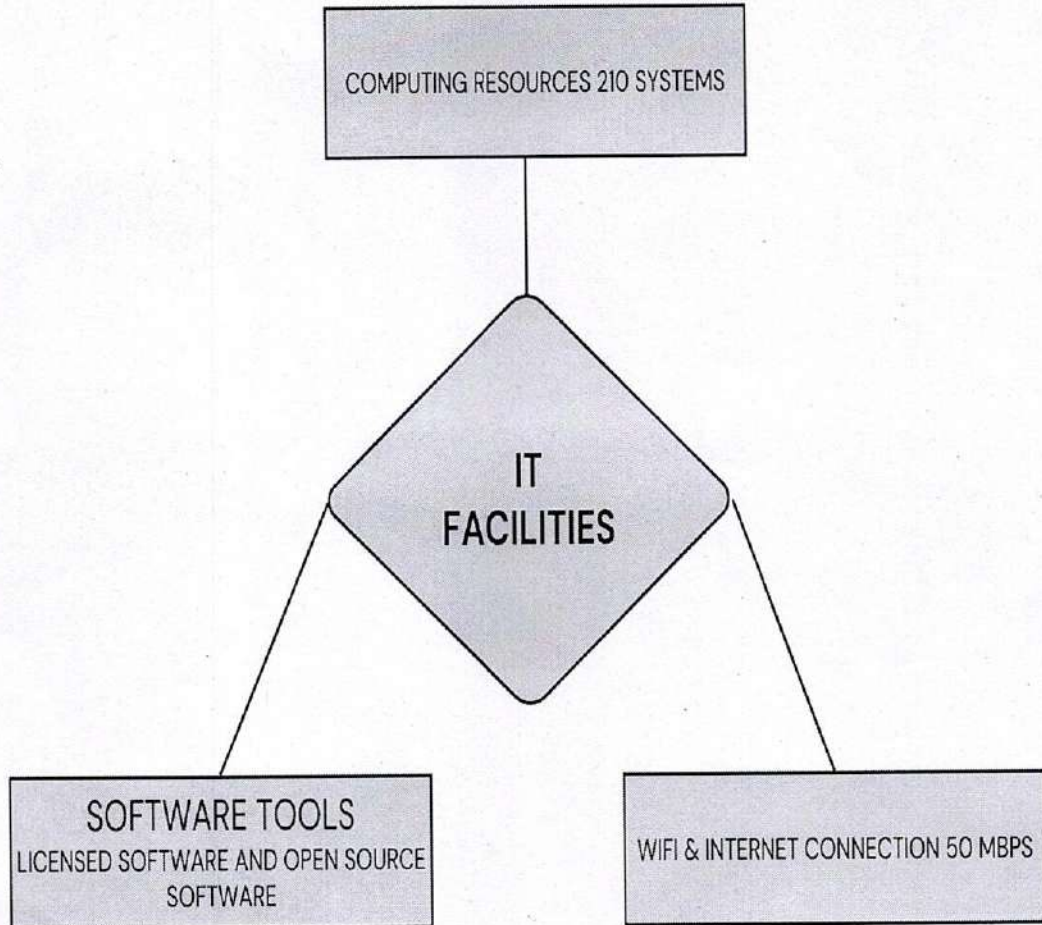 COMPUTING RESOURCES 210 SYSTEMS
IT
FACILITIES
SOFTWARE TOOLS
LICENSED SOFTWARE AND OPEN SOURCE
SOFTWARE
WIFI & INTERNET CONNECTION 50 MBPS